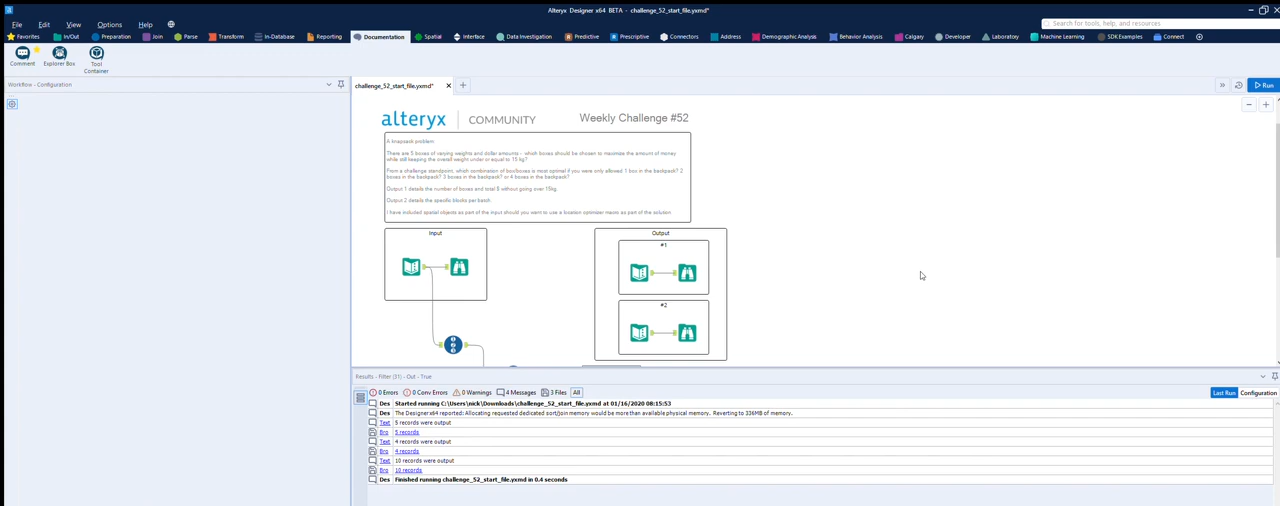 Alteryx Designer x64 BETA - challenge_52_start_file.yxmd*
File Edit View Options Help
Search for tools, help, and resources
Favorites In/Out Preparation Join Parse Transform In-Database Reporting Documentation Spatial Interface Data Investigation Predictive Prescriptive Connectors Address Demographic Analysis Behavior Analysis Calgary Developer Laboratory Machine Learning SDK Examples Connect
Comment Explorer Box Tool
Container
Workflow - Configuration
challenge_52_start_file.yxmd*
Run
alteryx COMMUNITY Weekly Challenge #52
A knapsack problem:
There are 5 boxes of varying weights and dollar amounts - which boxes should be chosen to maximize the amount of money
while still keeping the overall weight under or equal to 15 kg?
From a challenge standpoint, which combination of box/boxes is most optimal if you were only allowed 1 box in the backpack? 2
boxes in the backpack? 3 boxes in the backpack? or 4 boxes in the backpack?
Output 1 details the number of boxes and total $ without going over 15kg.
Output 2 details the specific blocks per batch
I have included spatial objects as part of the input should you want to use a location optimizer macro as part of the solution
Input
Output
#1
#2
Results - Filter (31) - Out - True
0 Errors 0 Conv Errors 0 Warnings 4 Messages 3 Files All
Last Run Configuration
Des Started running C:\Users\nick\Downloads\challenge_52_start_file.yxmd at 01/16/2020 08:15:53
Des The Designer x64 reported: Allocating requested dedicated sort/join memory would be more than available physical memory. Reverting to 336MB of memory.
Text 5 records were output
Bro 5 records
Text 4 records were output
Bro 4 records
Text 10 records were output
Bro 10 records
Des Finished running challenge_52_start_file.yxmd in 0.4 seconds